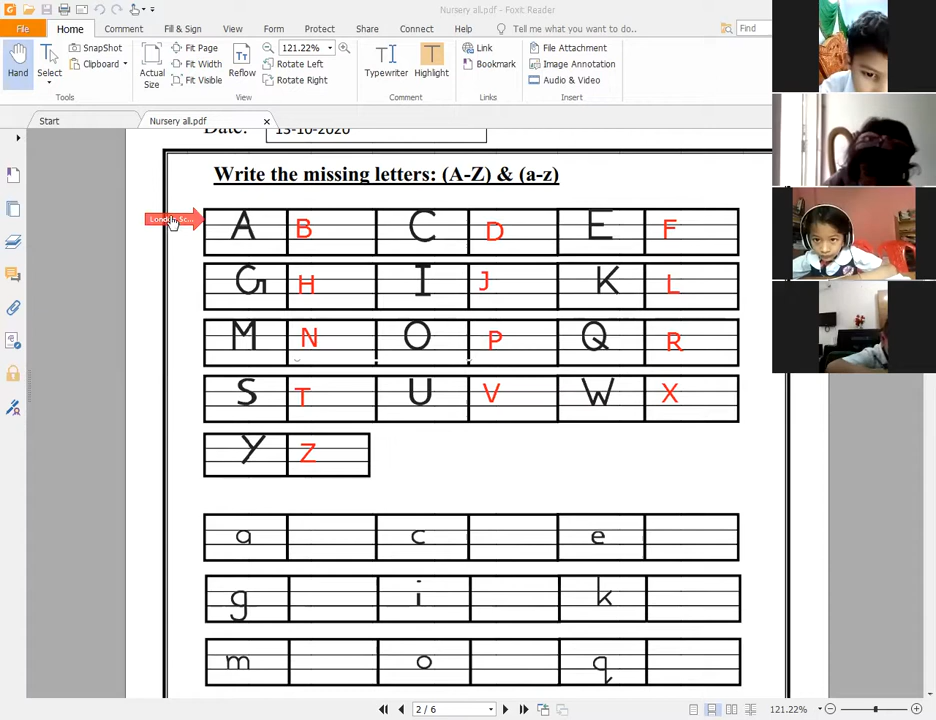 Nursery all.pdf - Foxit Reader
File Home Comment Fill & Sign View Form Protect Share Connect Help Tell me what you want to do.. Find
SnapShot
Clipboard
Hand Select
Actual Size
Fit Page
Fit Width
Fit Visible
Reflow
121.22%
Rotate Left
Rotate Right
Typewriter Highlight
Link
Bookmark
File Attachment
Image Annotation
Audio & Video
Tools View Comment Links Insert
Start Nursery all.pdf
Date: 13-10-2020
Write the missing letters: (A-Z) & (a-z)
A B C D E F
G H I J K L
M N O P Q R
S T U V W X
Y Z
a c e
g i k
m o q
2 / 6 121.22%